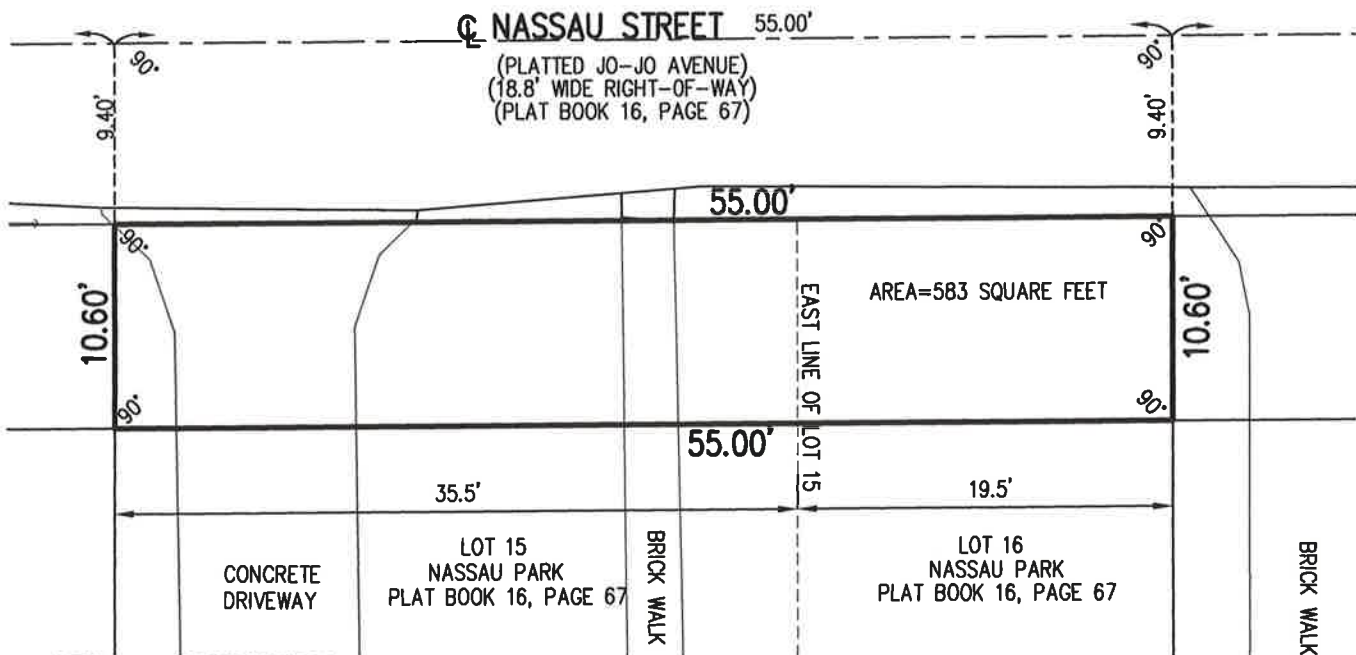 ℄ NASSAU STREET 55.00'
(PLATTED JO-JO AVENUE)
(18.8' WIDE RIGHT-OF-WAY)
(PLAT BOOK 16, PAGE 67)
90°
90°
9.40'
9.40'
55.00'
90°
90°
10.60'
EAST LINE OF LOT 15
AREA=583 SQUARE FEET
10.60'
90°
90°
55.00'
35.5'
19.5'
CONCRETE
DRIVEWAY
LOT 15
NASSAU PARK
PLAT BOOK 16, PAGE 67
BRICK WALK
LOT 16
NASSAU PARK
PLAT BOOK 16, PAGE 67
BRICK WALK